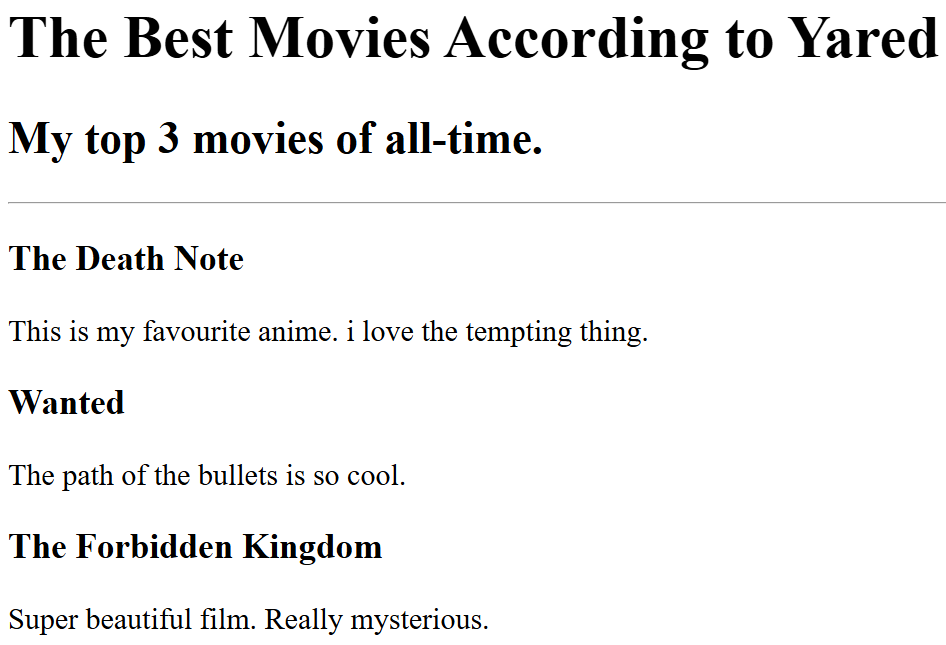 The Best Movies According to Yared
My top 3 movies of all-time.
The Death Note
This is my favourite anime. i love the tempting thing.
Wanted
The path of the bullets is so cool.
The Forbidden Kingdom
Super beautiful film. Really mysterious.